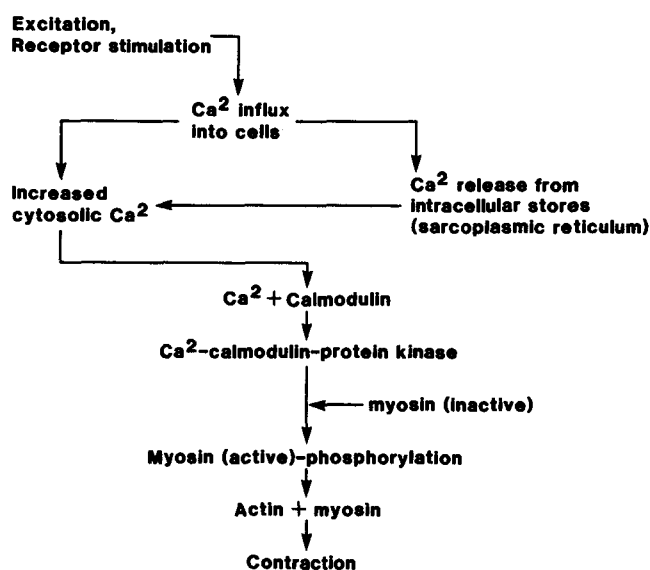 Excitation,
Receptor stimulation
Ca² influx
into cells
Increased
cytosolic Ca²
Ca² release from
intracellular stores
(sarcoplasmic reticulum)
Ca² + Calmodulin
Ca²-calmodulin-protein kinase
myosin (inactive)
Myosin (active)-phosphorylation
Actin + myosin
Contraction